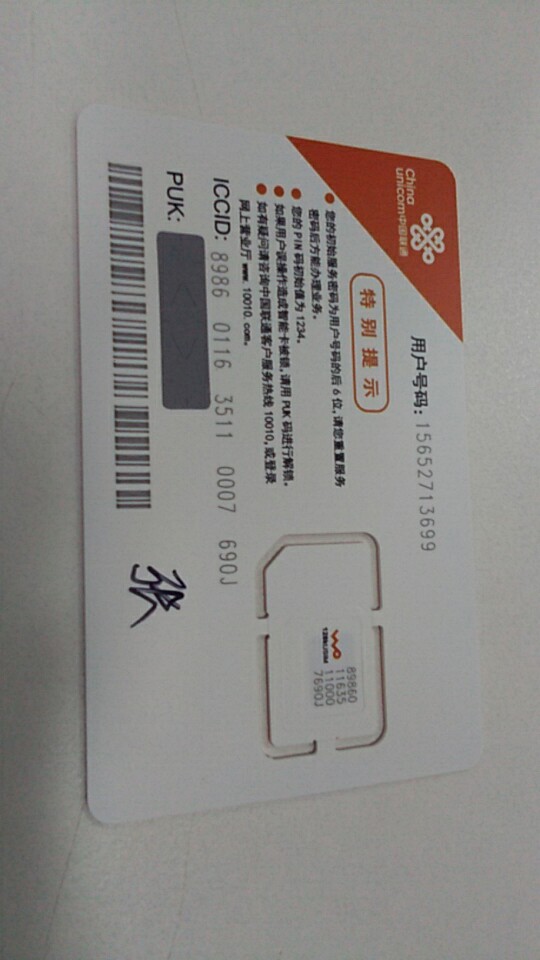 China
unicom中国联通
用户号码:15652713699
特别提示
●您的初始服务密码为用户号码的后6位,请您重置服务
密码后方能办理业务。
●您的PIN码初始值为1234。
●如果用户误操作造成智能卡被锁,请用PUK码进行解锁。
●如有疑问请咨询中国联通客户服务热线10010,或登录
网上营业厅www.10010.com。
ICCID: 8986 0116 3511 0007 690J
PUK:
张
128K USIM
89860
11635
11000
7690J